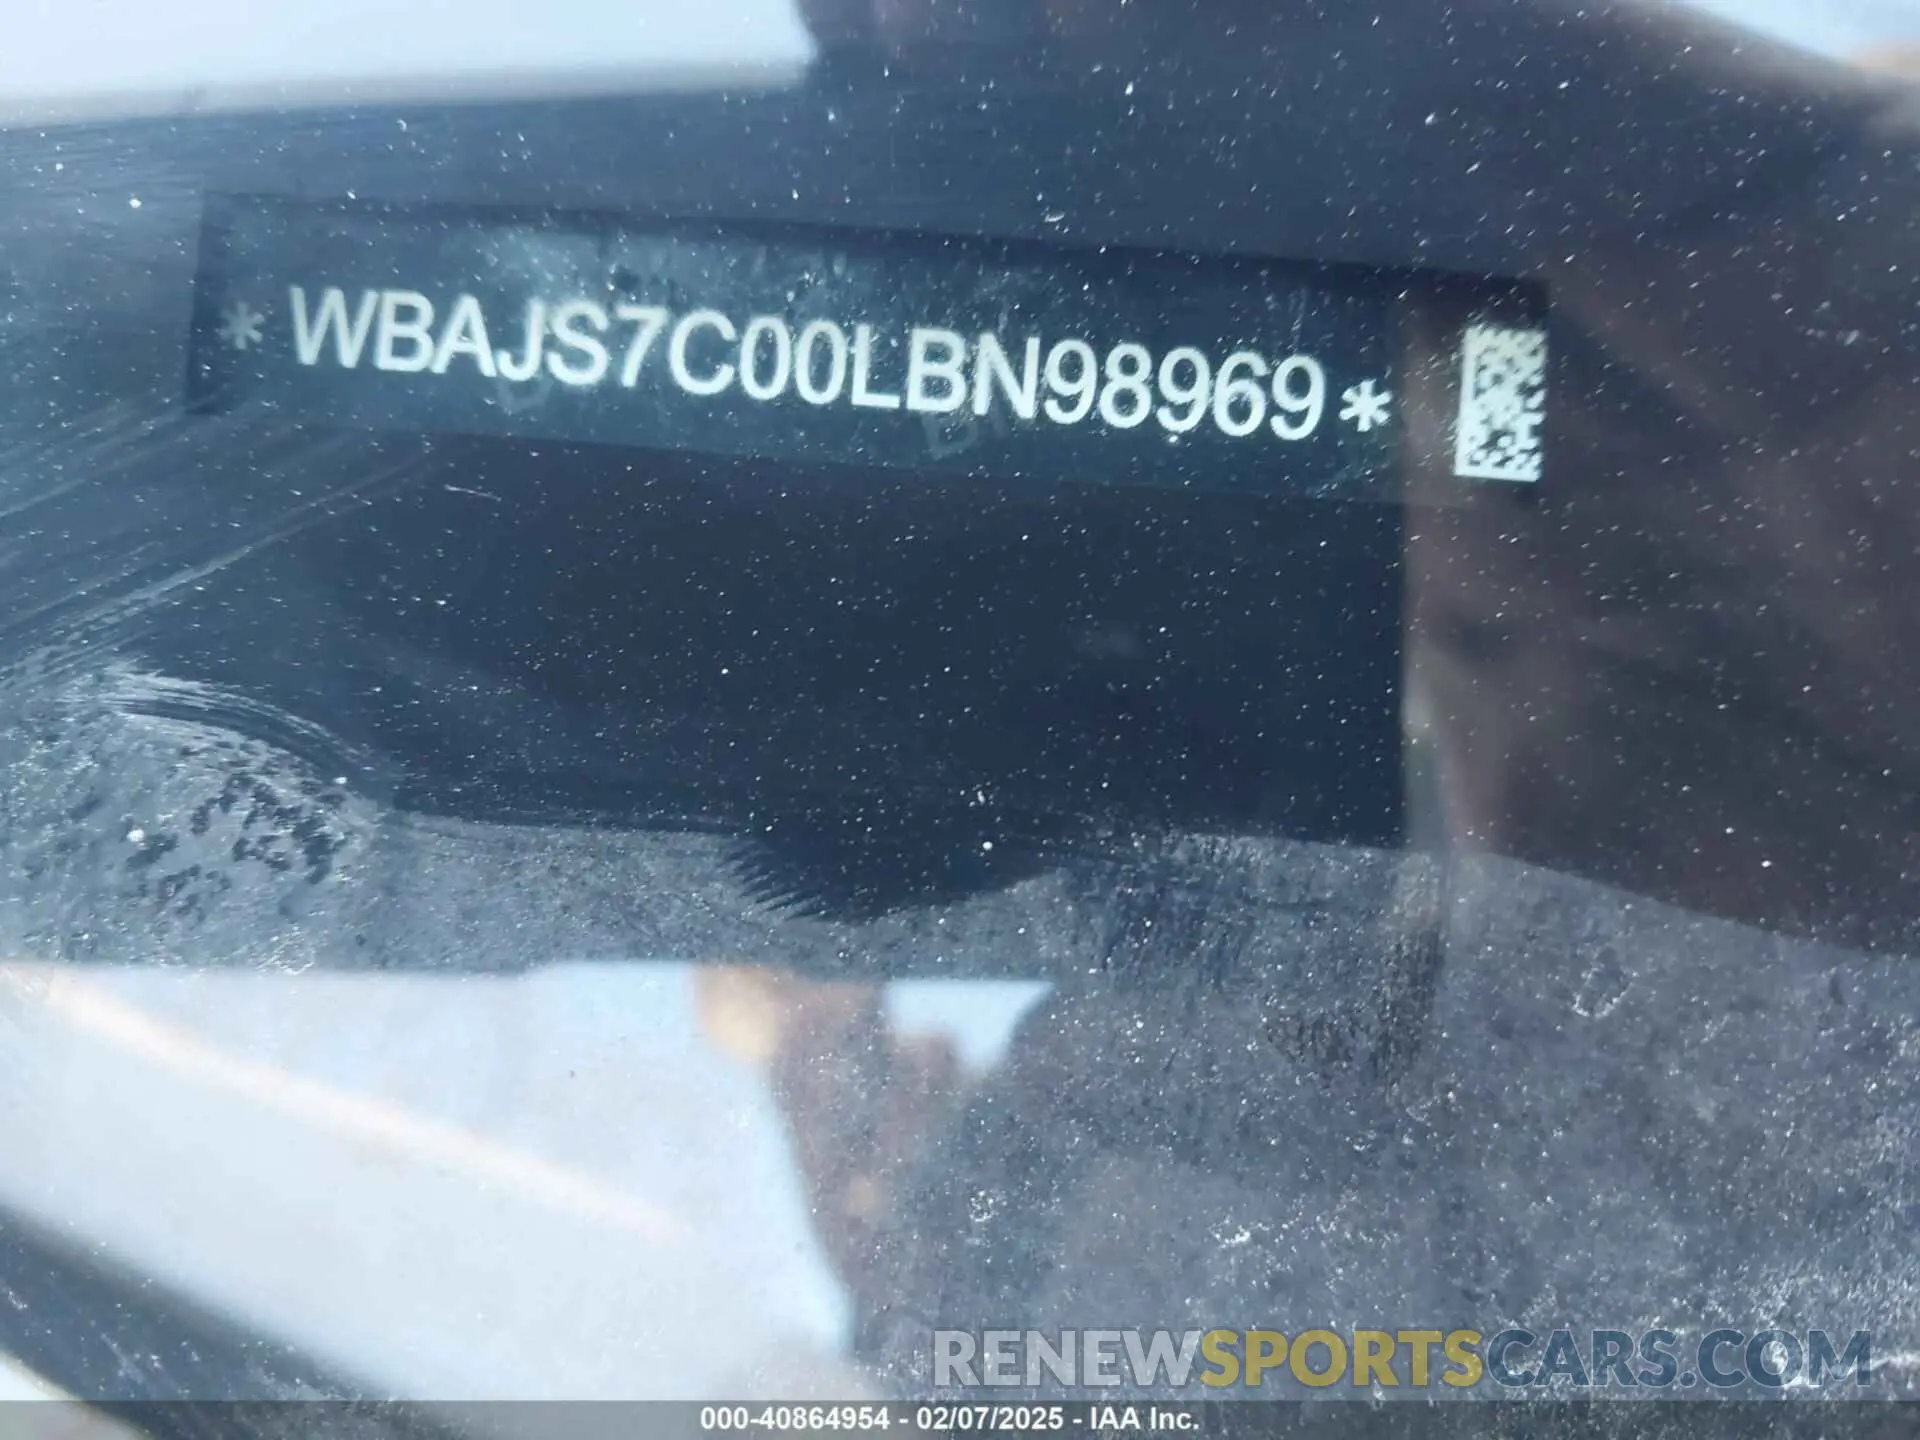 *WBAJS7C00LBN98969*
RENEWSPORTSCARS.COM
000-40864954 - 02/07/2025 - IAA Inc.